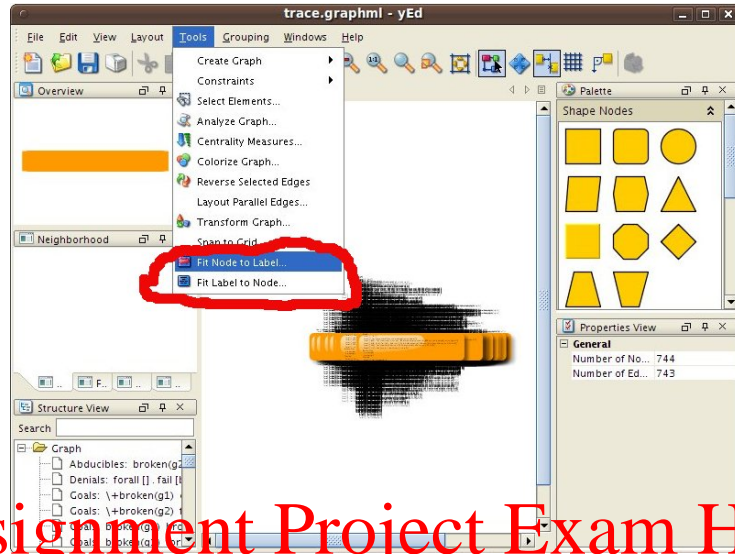 trace.graphml - yEd
File Edit View Layout Tools Grouping Windows Help
Create Graph
Constraints
Select Elements...
Analyze Graph...
Centrality Measures...
Colorize Graph...
Reverse Selected Edges
Layout Parallel Edges...
Transform Graph...
Snap to Grid
Fit Node to Label...
Fit Label to Node...
Overview
Neighborhood
F..
Structure View
Search
Graph
Abducibles: broken(g2
Denials: forall [] . fail [b
Goals: \+broken(g1)
Goals: \+broken(g2)
Palette
Shape Nodes
Properties View
General
Number of No... 744
Number of Ed... 743
signment Project Exam H